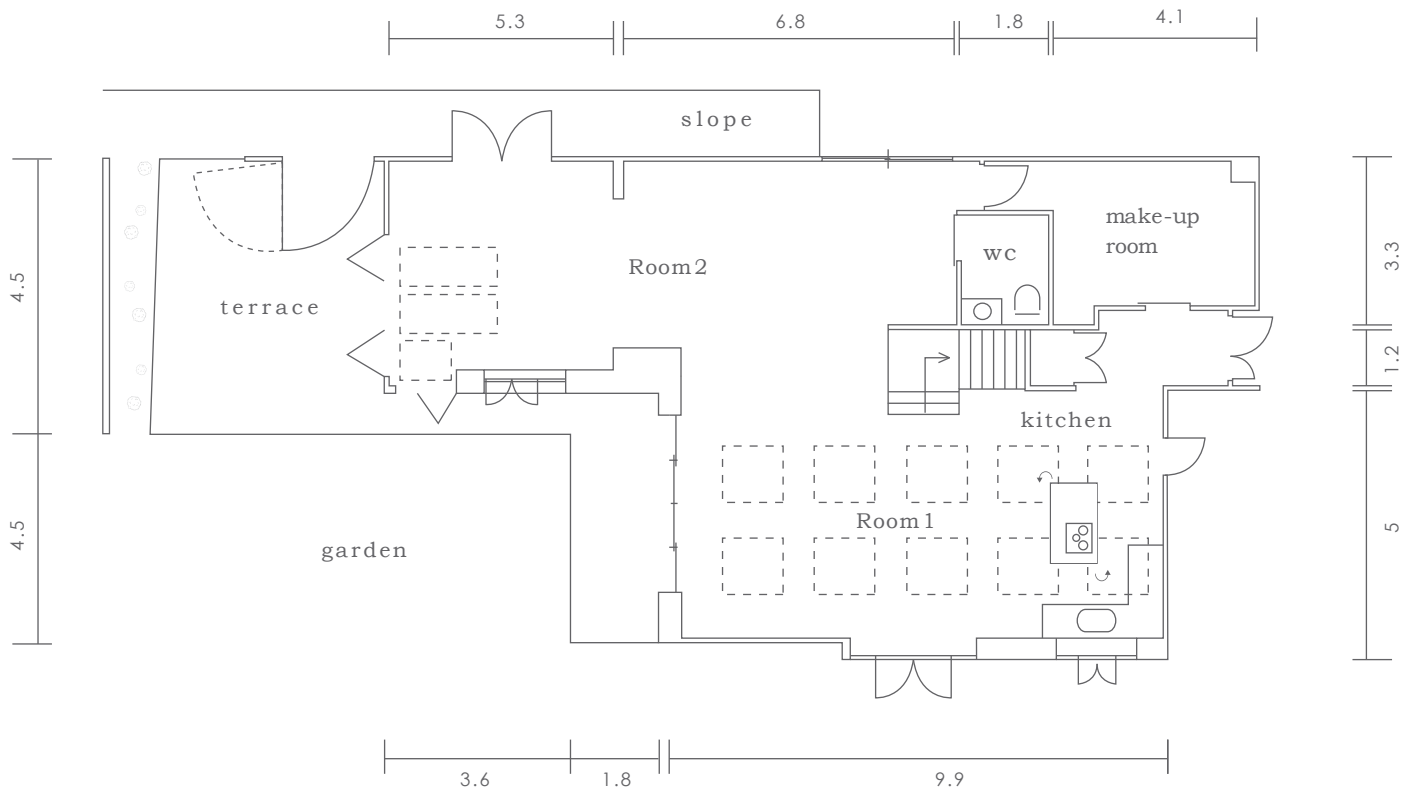 5.3
6.8
1.8
4.1
slope
make-up
room
wc
Room2
terrace
4.5
3.3
1.2
kitchen
Room1
garden
4.5
5
3.6
1.8
9.9